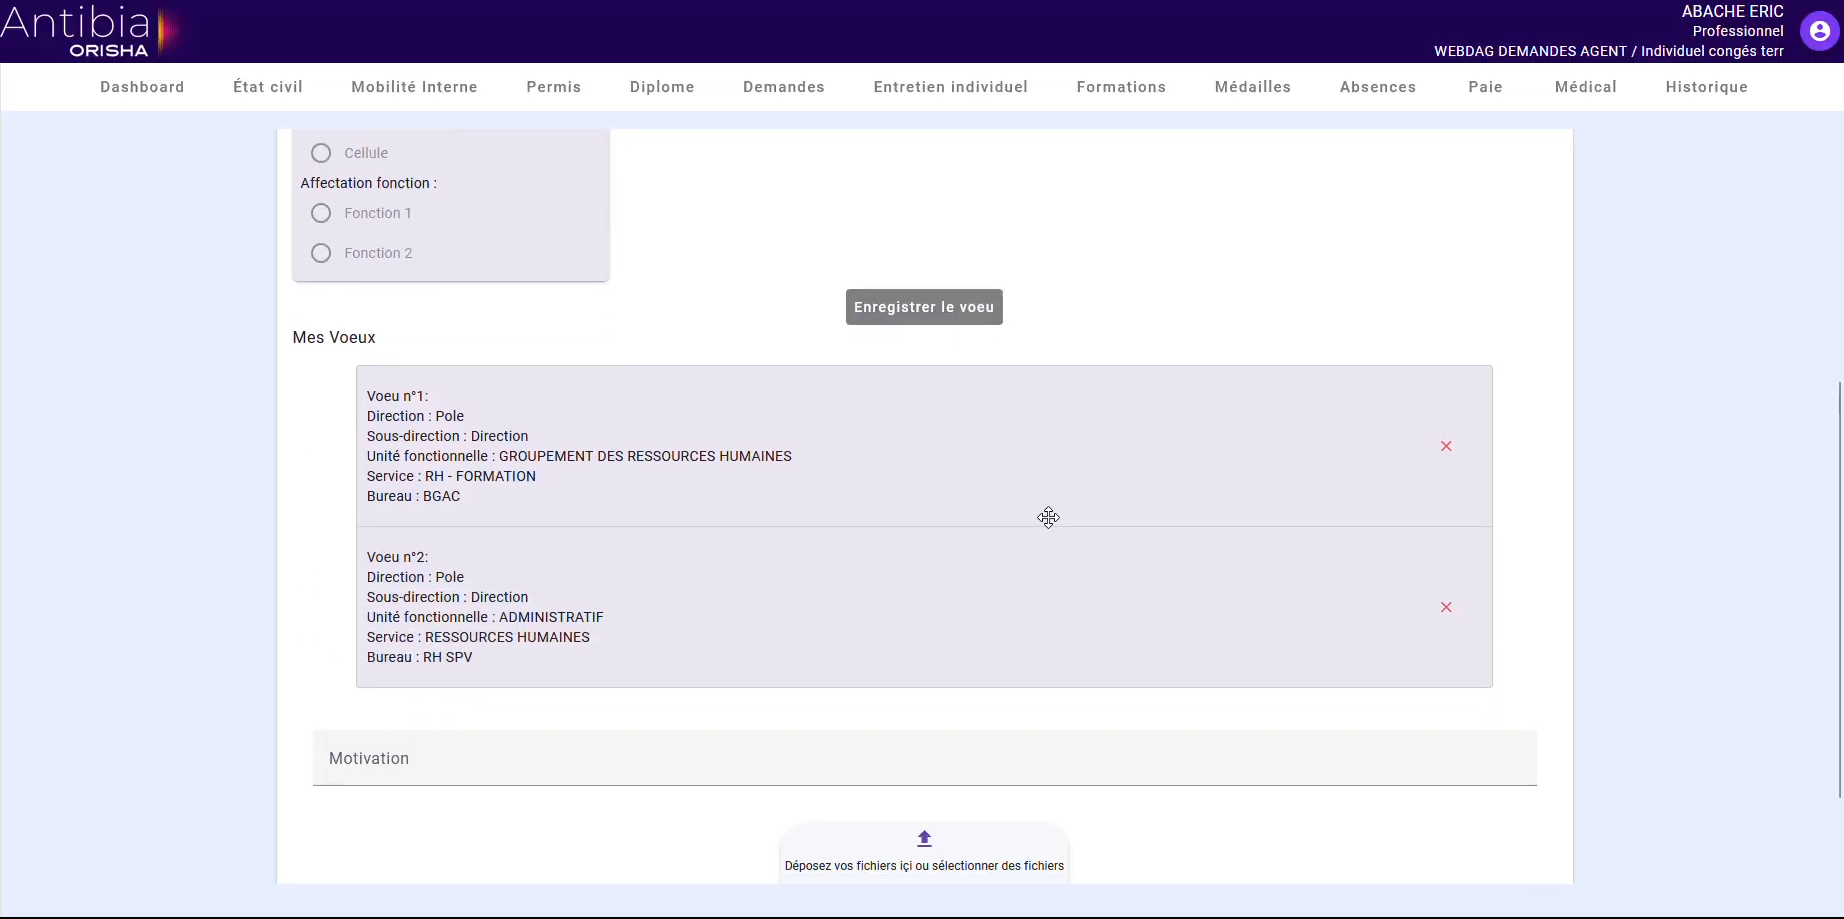 Antibia
ORISHA
ABACHE ERIC
Professionnel
WEBDAG DEMANDES AGENT / Individuel congés terr
Dashboard État civil Mobilité Interne Permis Diplome Demandes Entretien individuel Formations Médailles Absences Paie Médical Historique
Cellule
Affectation fonction :
Fonction 1
Fonction 2
Enregistrer le voeu
Mes Voeux
Voeu n°1:
Direction : Pole
Sous-direction : Direction
Unité fonctionnelle : GROUPEMENT DES RESSOURCES HUMAINES
Service : RH - FORMATION
Bureau : BGAC
Voeu n°2:
Direction : Pole
Sous-direction : Direction
Unité fonctionnelle : ADMINISTRATIF
Service : RESSOURCES HUMAINES
Bureau : RH SPV
Motivation
Déposez vos fichiers içi ou sélectionner des fichiers